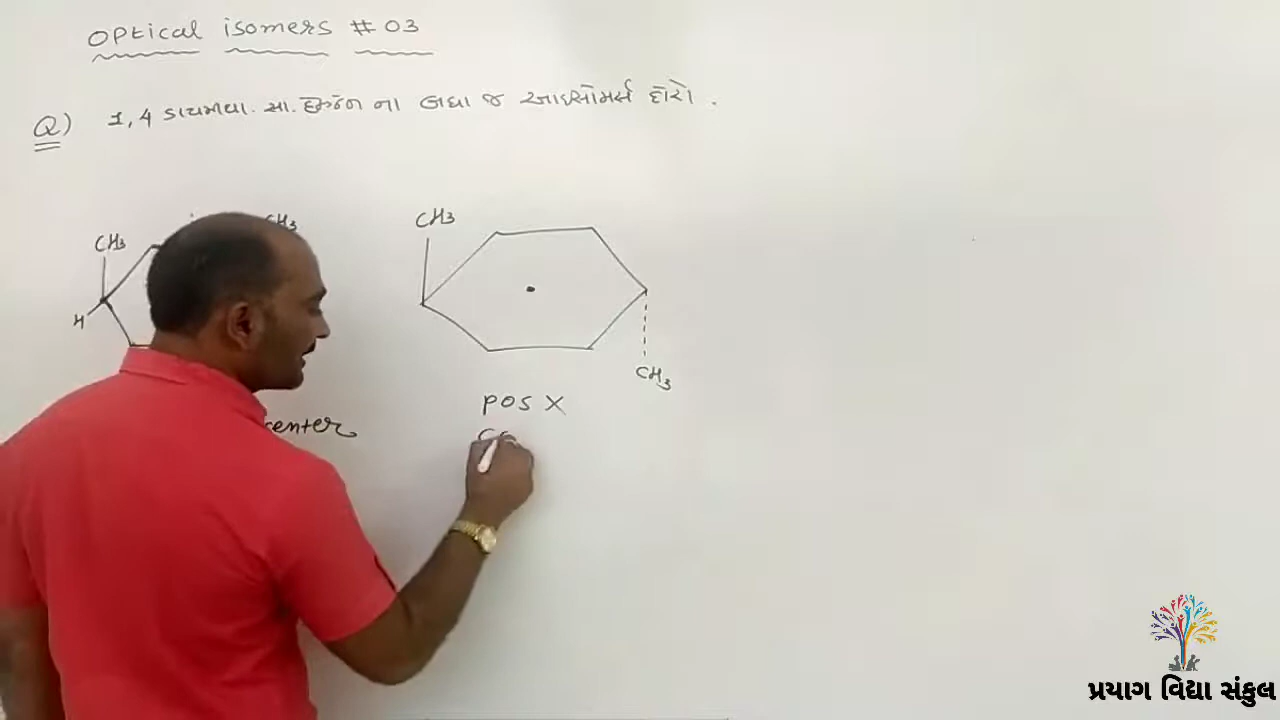 OPtical isomers # 03
Q) 1,4 ડાયમિથા. સા. હેક્ઝેન ના બધા જ આઇસોમર્સ દોરો .
CH3
CH3
H
center
CH3
CH3
POS X
પ્રયાગ વિદ્યા સંકુલ